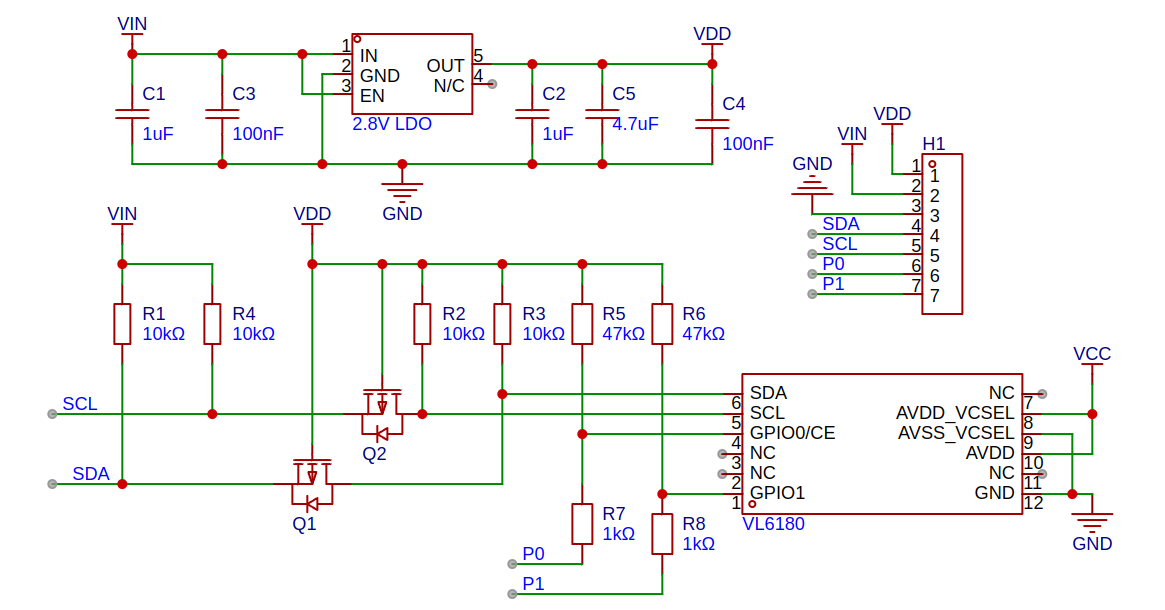 VIN
VDD
1 IN
2 GND
3 EN
OUT 5
N/C 4
2.8V LDO
C1
1uF
C3
100nF
C2
1uF
C5
4.7uF
C4
100nF
GND
VDD
VIN
GND
H1
1 1
2 2
3 3
SDA 4 4
SCL 5 5
P0 6 6
P1 7 7
VIN
VDD
R1
10kΩ
R4
10kΩ
R2
10kΩ
R3
10kΩ
R5
47kΩ
R6
47kΩ
SCL
SDA
Q2
Q1
VCC
SDA
6
SCL
5
GPIO0/CE
4
NC
3
NC
2
GPIO1
1
NC
7
AVDD_VCSEL
8
AVSS_VCSEL
9
AVDD
10
NC
11
GND
12
VL6180
GND
R7
1kΩ
R8
1kΩ
P0
P1